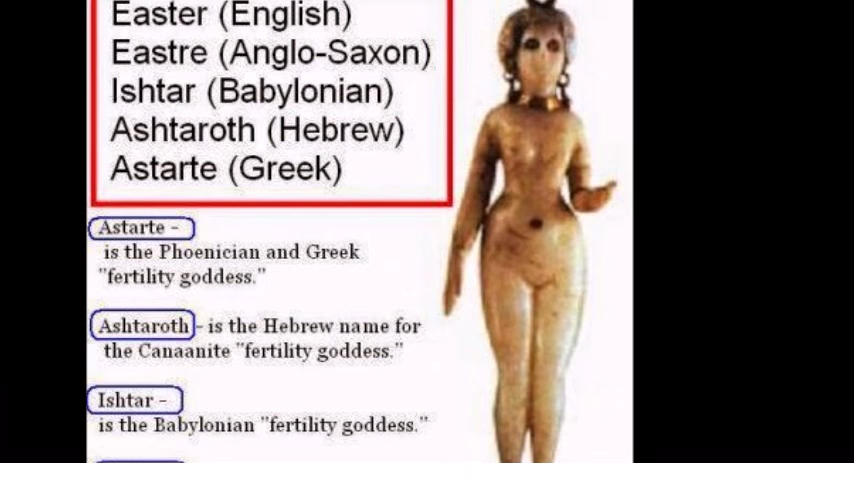 Easter (English)
Eastre (Anglo-Saxon)
Ishtar (Babylonian)
Ashtaroth (Hebrew)
Astarte (Greek)
Astarte -
is the Phoenician and Greek
"fertility goddess."
Ashtaroth - is the Hebrew name for
the Canaanite "fertility goddess."
Ishtar -
is the Babylonian "fertility goddess."